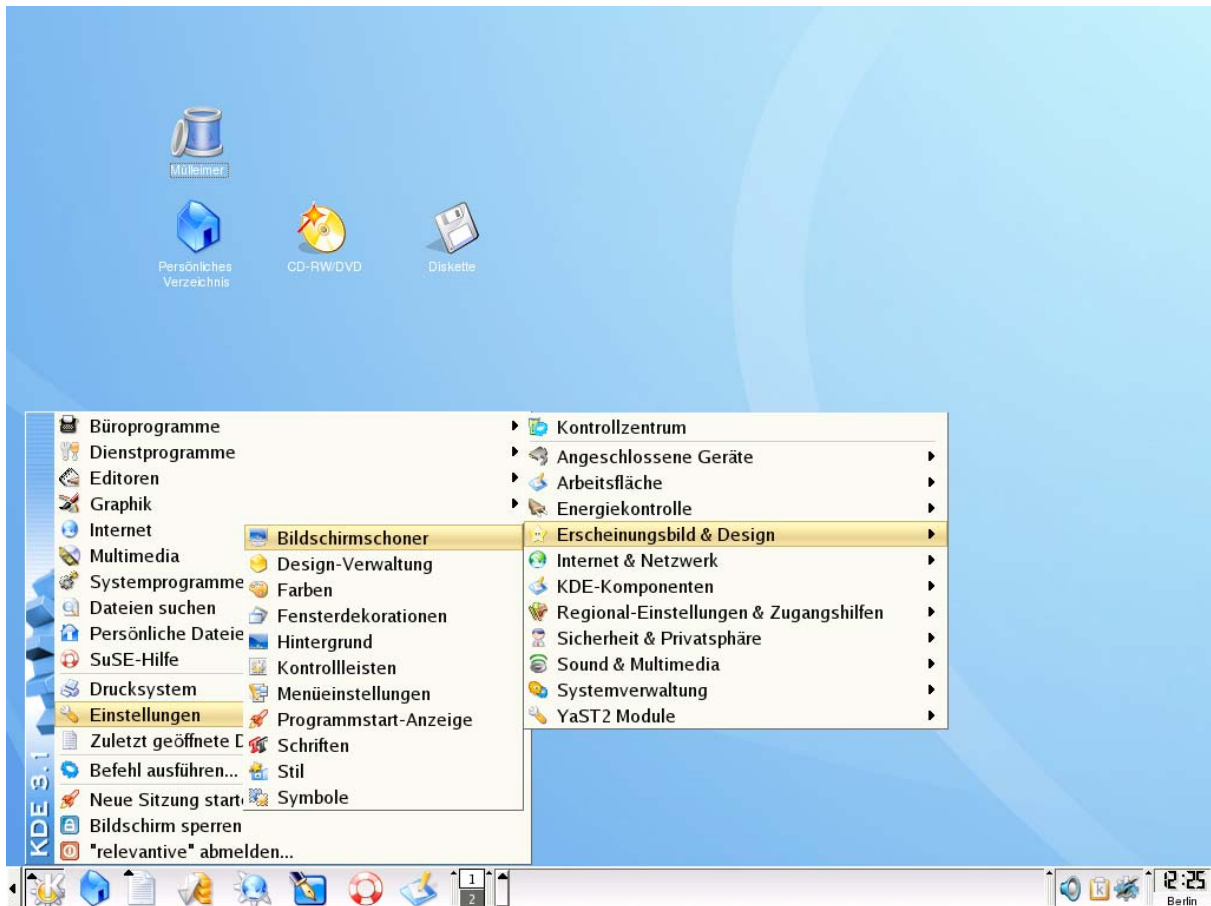 Mülleimer
Persönliches
Verzeichnis
CD-RW/DVD
Diskette
KDE 3.1
Büroprogramme
Dienstprogramme
Editoren
Graphik
Internet
Multimedia
Systemprogramme
Dateien suchen
Persönliche Dateie
SuSE-Hilfe
Drucksystem
Einstellungen
Zuletzt geöffnete D
Befehl ausführen...
Neue Sitzung start
Bildschirm sperren
"relevantive" abmelden...
Bildschirmschoner
Design-Verwaltung
Farben
Fensterdekorationen
Hintergrund
Kontrollleisten
Menüeinstellungen
Programmstart-Anzeige
Schriften
Stil
Symbole
Kontrollzentrum
Angeschlossene Geräte
Arbeitsfläche
Energiekontrolle
Erscheinungsbild & Design
Internet & Netzwerk
KDE-Komponenten
Regional-Einstellungen & Zugangshilfen
Sicherheit & Privatsphäre
Sound & Multimedia
Systemverwaltung
YaST2 Module
1
2
12:25
Berlin